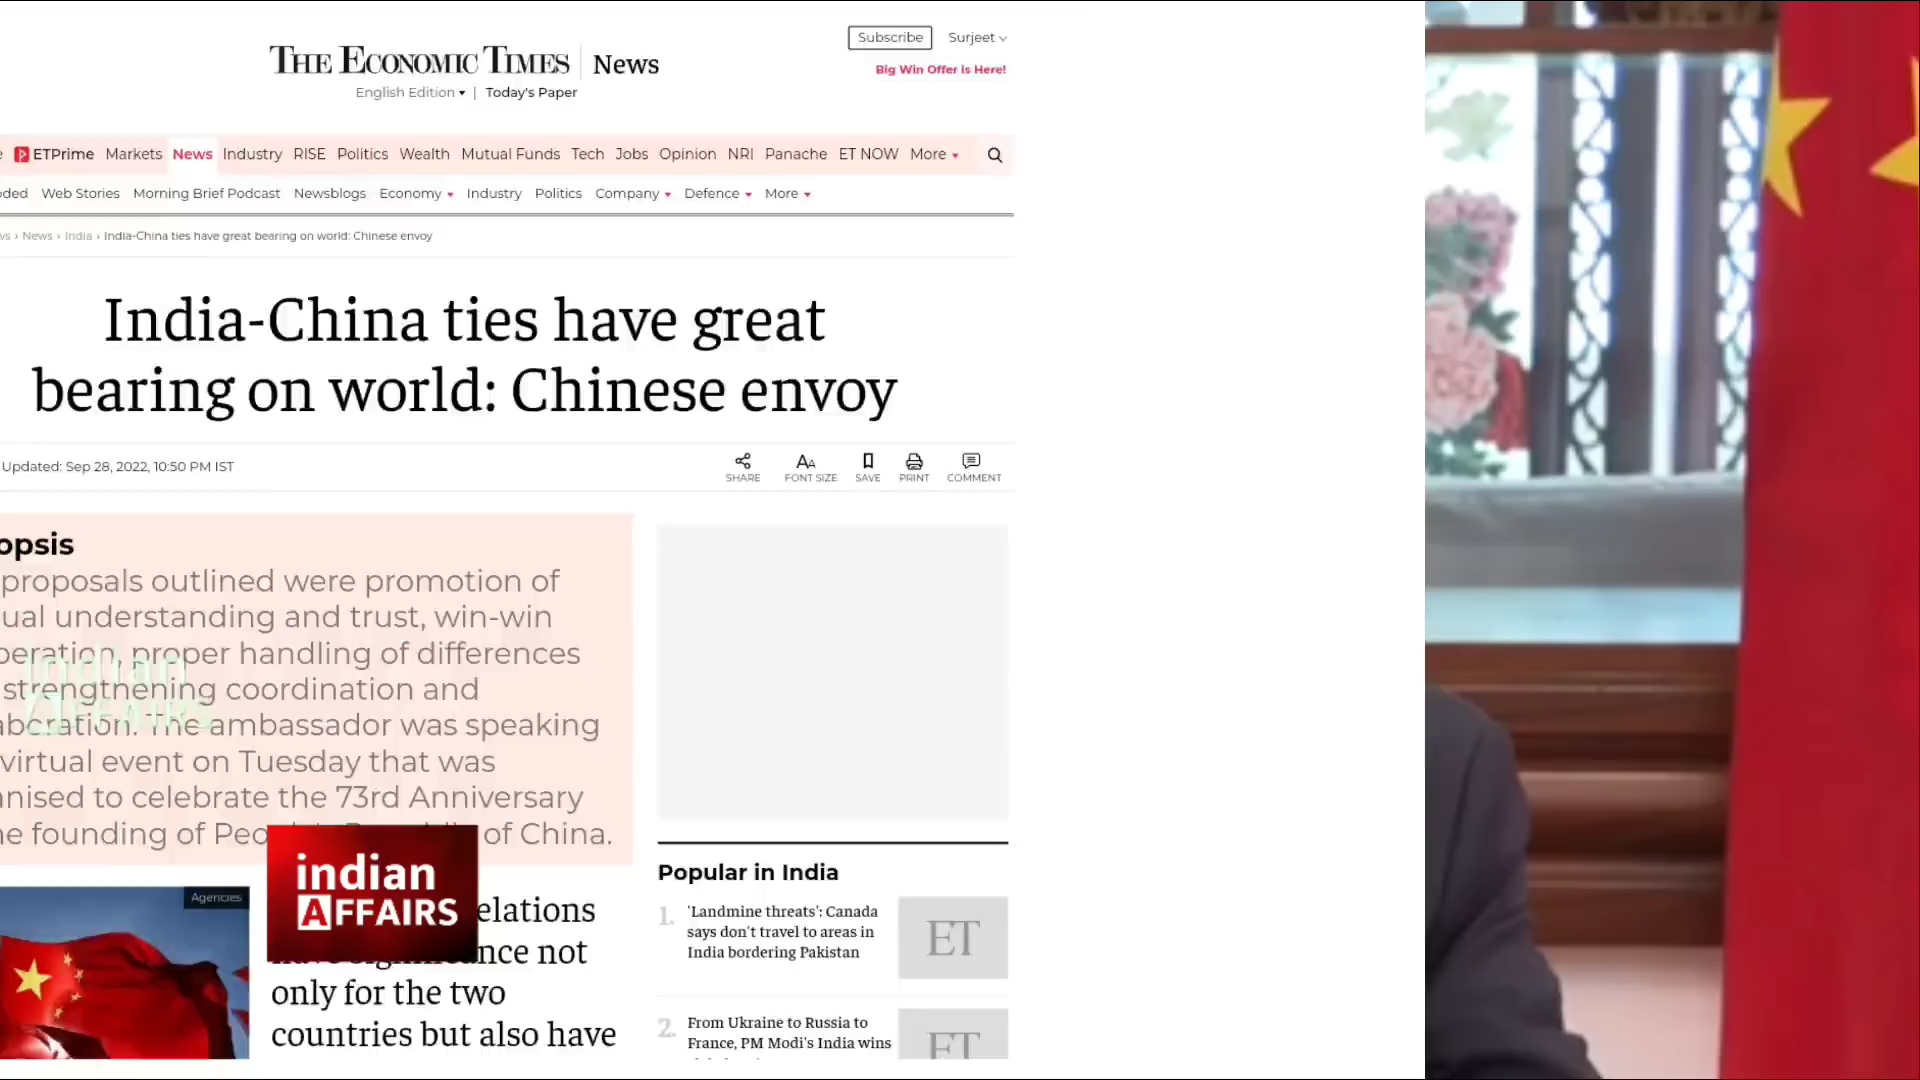 THE ECONOMIC TIMES | News
Subscribe Surjeet
Big Win Offer is Here!
English Edition | Today's Paper
ETPrime Markets News Industry RISE Politics Wealth Mutual Funds Tech Jobs Opinion NRI Panache ET NOW More
Web Stories Morning Brief Podcast Newsblogs Economy Industry Politics Company Defence More
› News › India › India-China ties have great bearing on world: Chinese envoy
India-China ties have great
bearing on world: Chinese envoy
Updated: Sep 28, 2022, 10:50 PM IST
SHARE FONT SIZE SAVE PRINT COMMENT
opsis
proposals outlined were promotion of
ual understanding and trust, win-win
peration, proper handling of differences
strengthening coordination and
The ambassador was speaking
virtual event on Tuesday that was
nised to celebrate the 73rd Anniversary
he founding of of China.
Agencies
indian
AFFAIRS
elations
nce not
only for the two
countries but also have
indian
AFFAIRS
Popular in India
1. 'Landmine threats': Canada
says don't travel to areas in
India bordering Pakistan
ET
2. From Ukraine to Russia to
France, PM Modi's India wins
ET